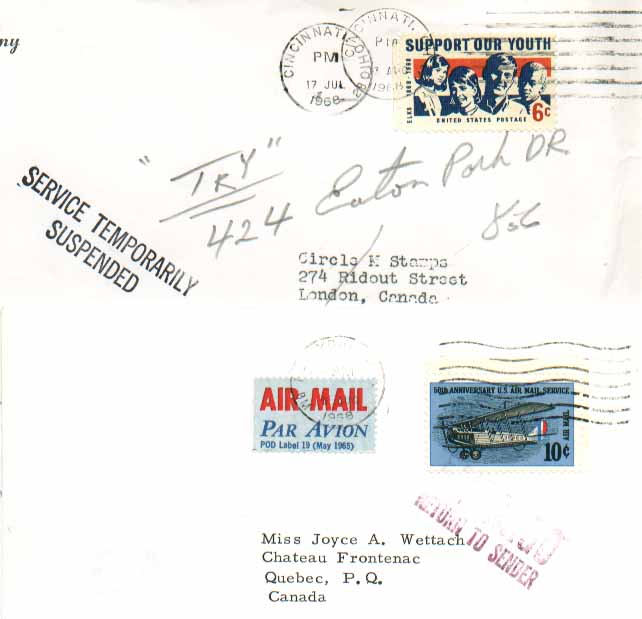 ny
CINCINNATI, OHIO
PM
17 JUL
1968
CINCINNATI
1968
SUPPORT OUR YOUTH
ELKS 1868-1968
UNITED STATES POSTAGE 6c
"TRY"
424 Eaton Park DR.
SERVICE TEMPORARILY
SUSPENDED
Circle K Stamps
274 Ridout Street
London, Canada
1968
50TH ANNIVERSARY U.S. AIR MAIL SERVICE
AIR MAIL
10¢
AIR MAIL
PAR AVION
POD Label 19 (May 1965)
RETURN TO SENDER
Miss Joyce A. Wettach
Chateau Frontenac
Quebec, P.Q.
Canada